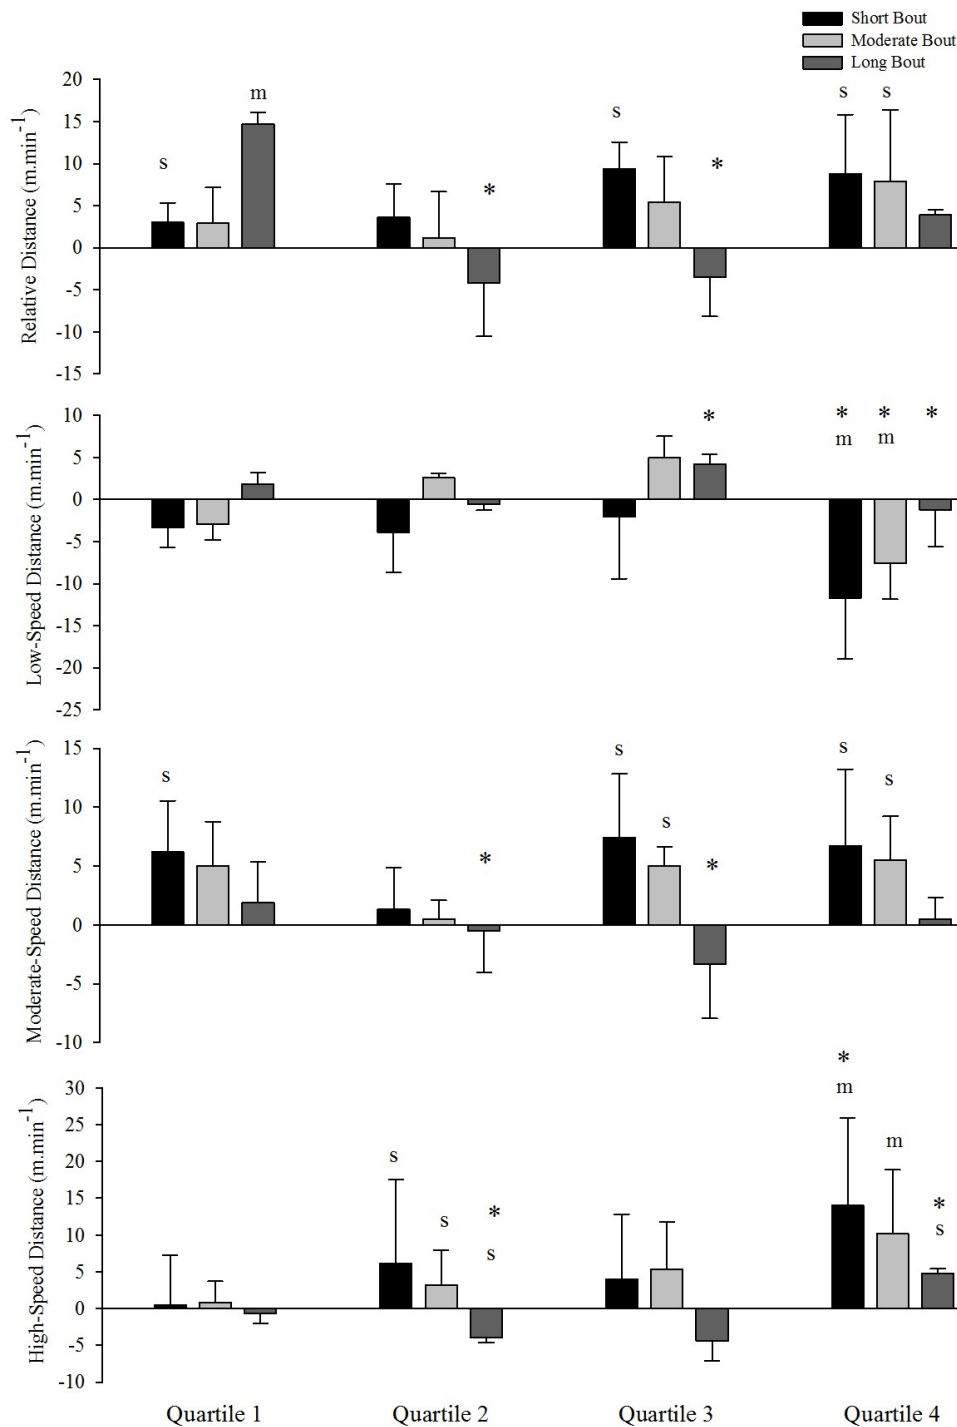 Short Bout
Moderate Bout
Long Bout
Relative Distance (m.min⁻¹)
20
15
10
5
0
-5
-10
-15
s
m
*
s
*
s
s
Low-Speed Distance (m.min⁻¹)
10
5
0
-5
-10
-15
-20
-25
*
* * *
m m
Moderate-Speed Distance (m.min⁻¹)
15
10
5
0
-5
-10
s
*
s
s
*
s
s
High-Speed Distance (m.min⁻¹)
30
25
20
15
10
5
0
-5
-10
s
s
*
s
*
m
m
*
s
Quartile 1 Quartile 2 Quartile 3 Quartile 4